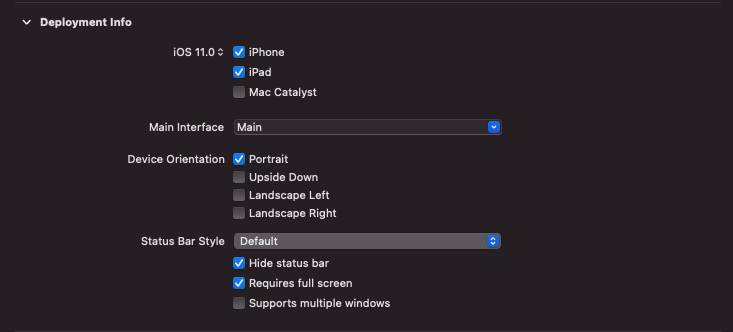 Deployment Info
iOS 11.0 iPhone
iPad
Mac Catalyst
Main Interface Main
Device Orientation Portrait
Upside Down
Landscape Left
Landscape Right
Status Bar Style Default
Hide status bar
Requires full screen
Supports multiple windows